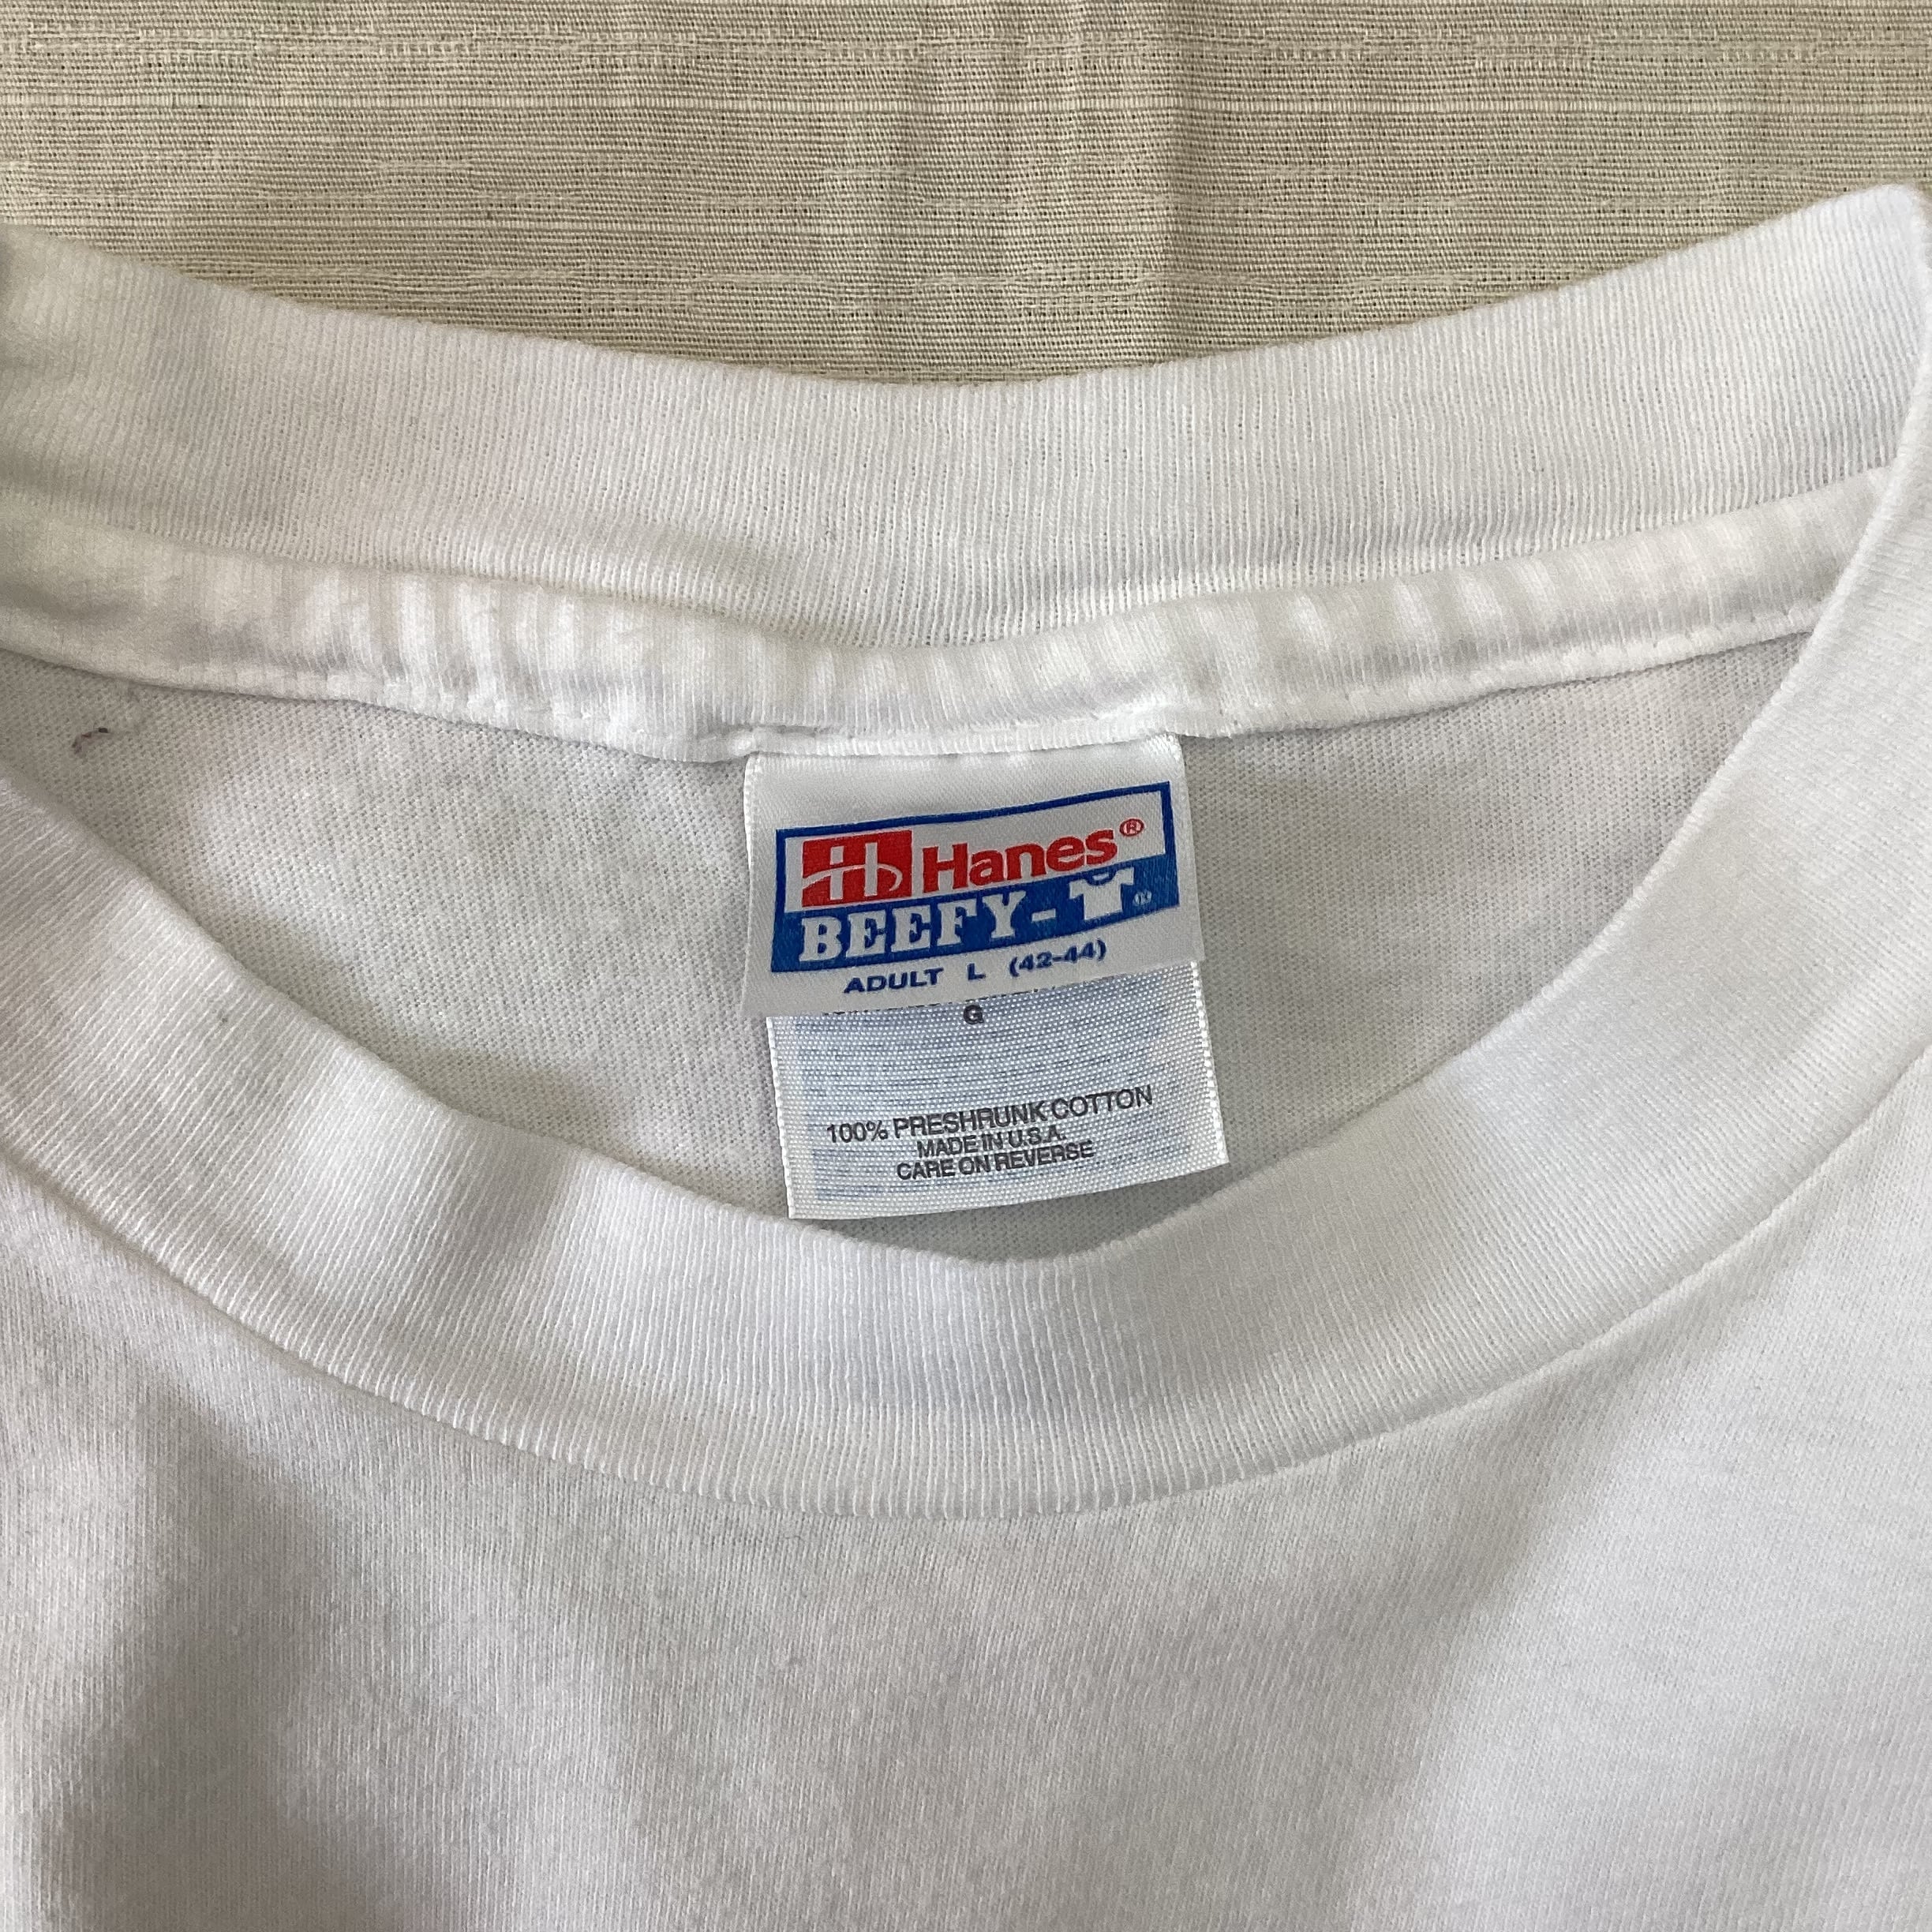 Hanes®
BEEFY-T®
ADULT L (42-44)
G
100% PRESHRUNK COTTON
MADE IN U.S.A.
CARE ON REVERSE